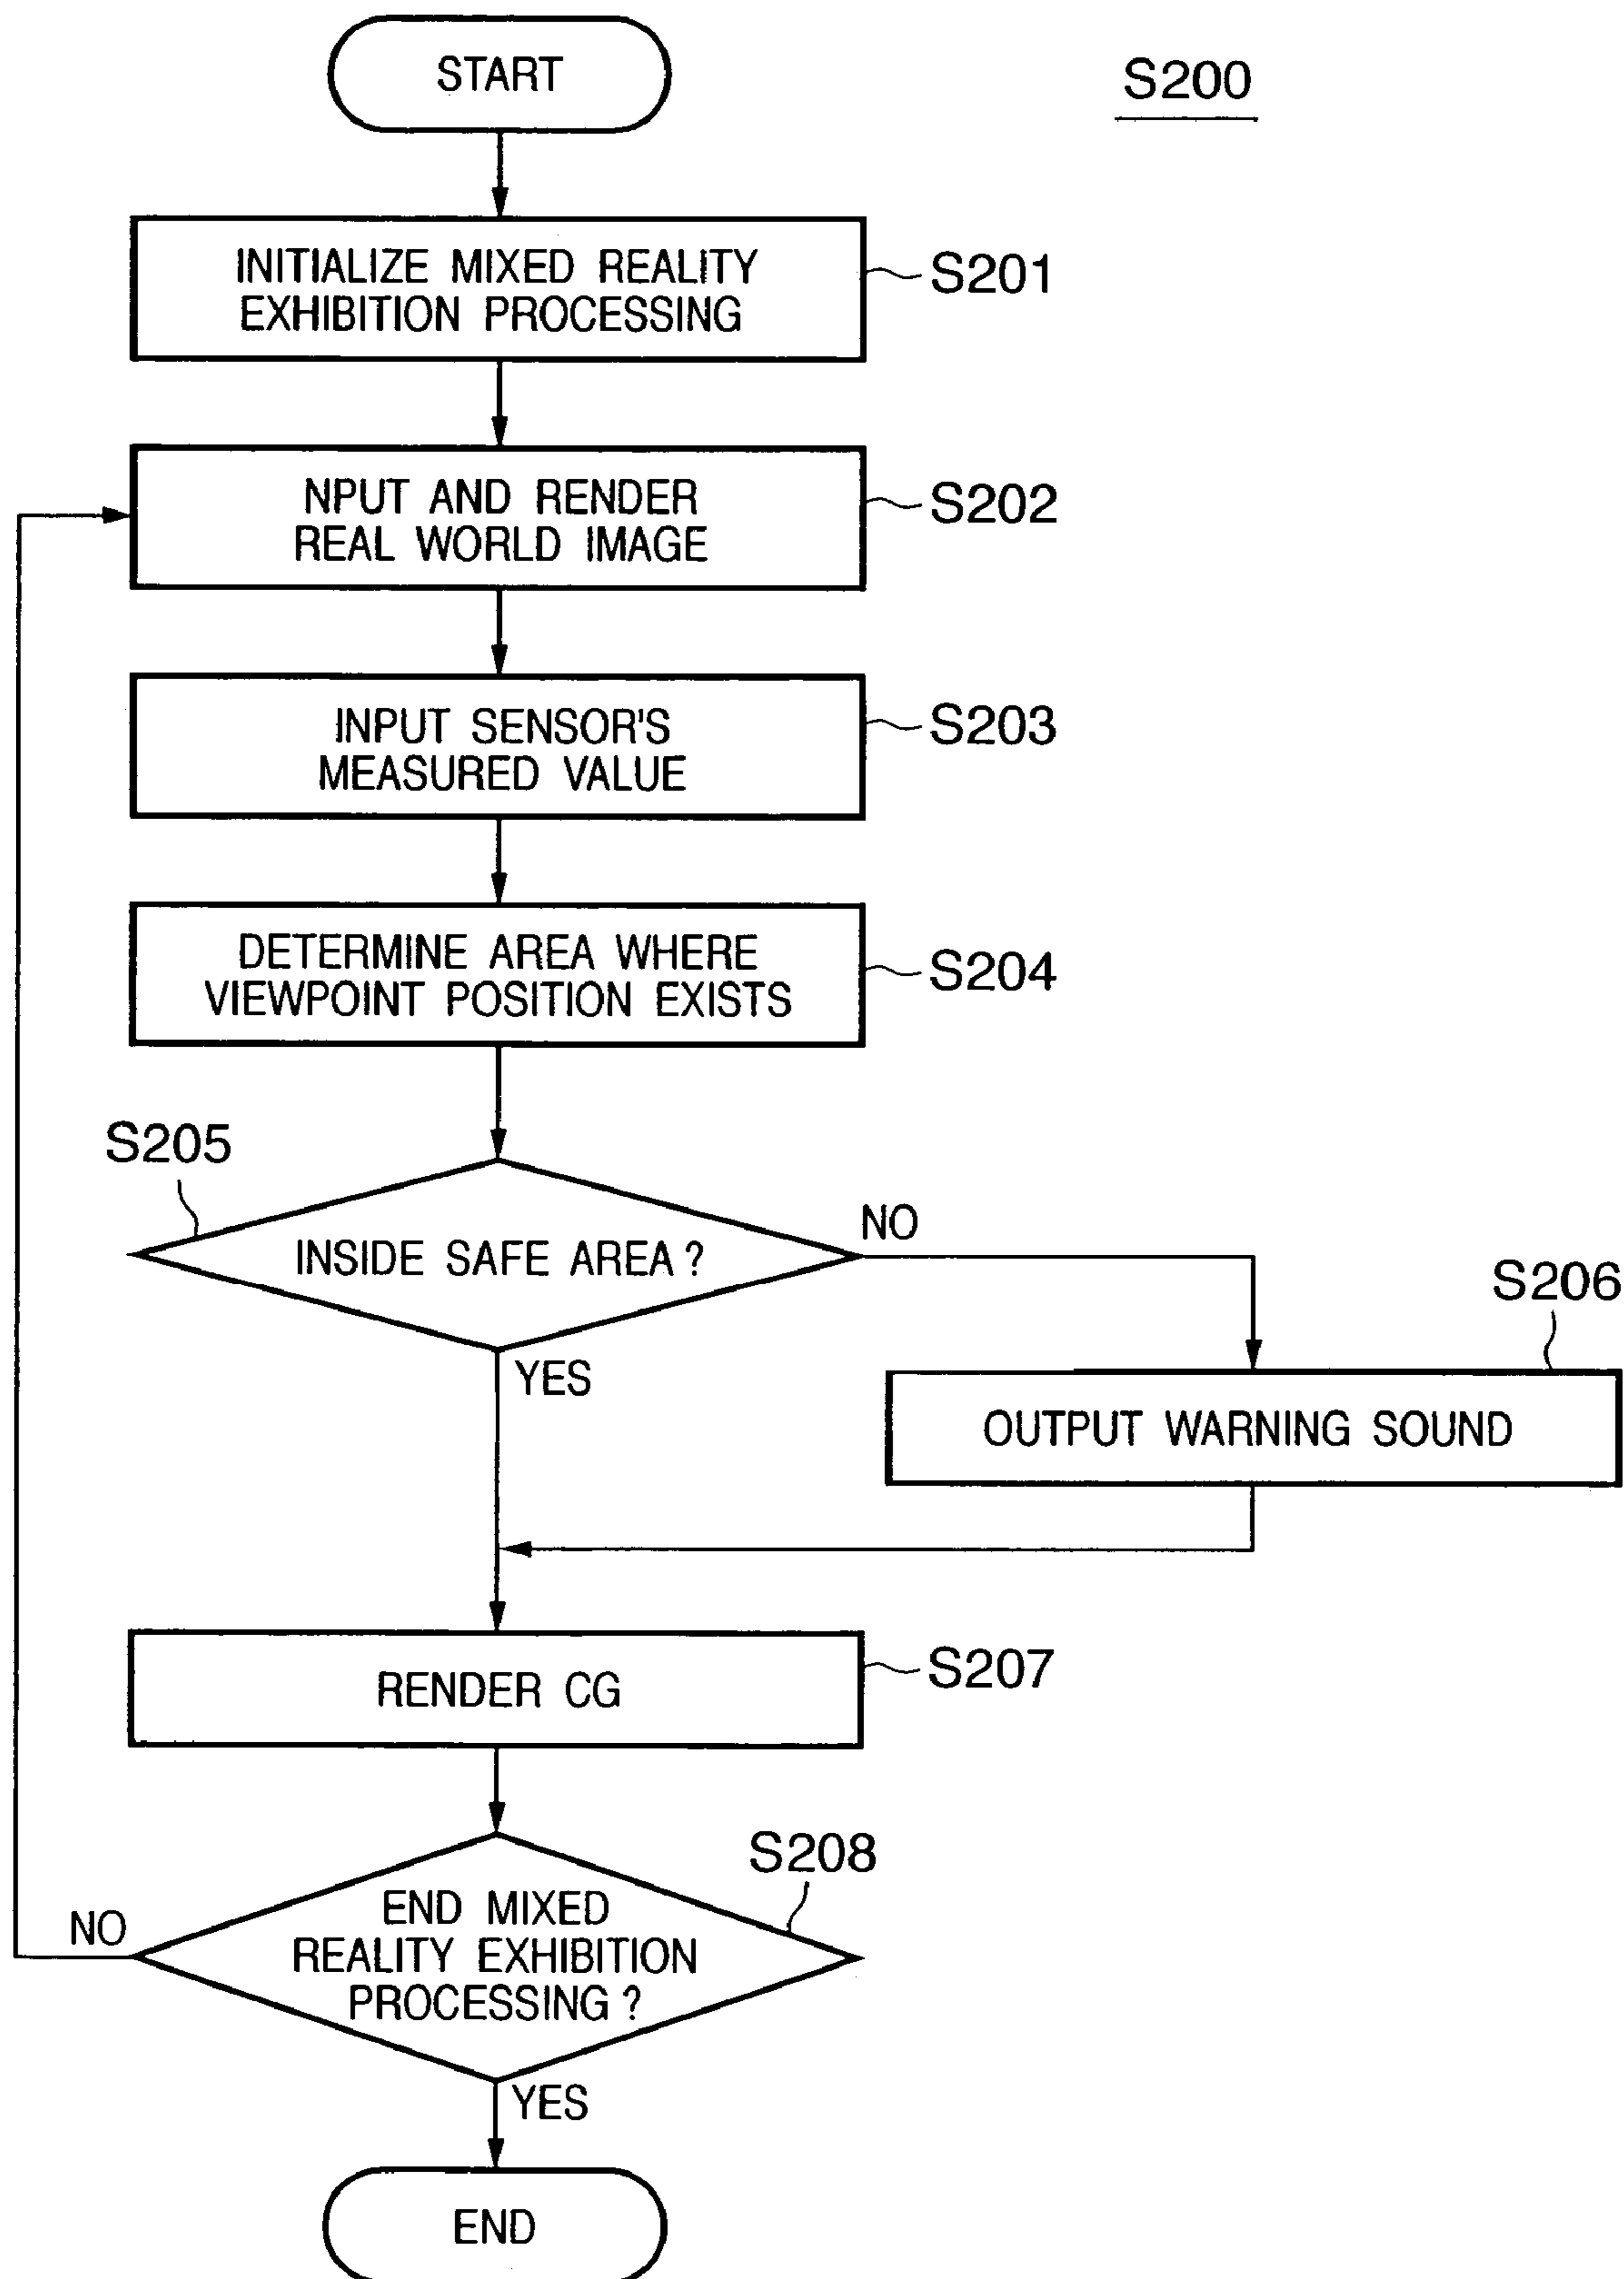 START
S200
INITIALIZE MIXED REALITY
EXHIBITION PROCESSING
S201
NPUT AND RENDER
REAL WORLD IMAGE
S202
INPUT SENSOR'S
MEASURED VALUE
S203
DETERMINE AREA WHERE
VIEWPOINT POSITION EXISTS
S204
S205
INSIDE SAFE AREA?
NO
YES
S206
OUTPUT WARNING SOUND
RENDER CG
S207
S208
END MIXED
REALITY EXHIBITION
PROCESSING?
NO
YES
END